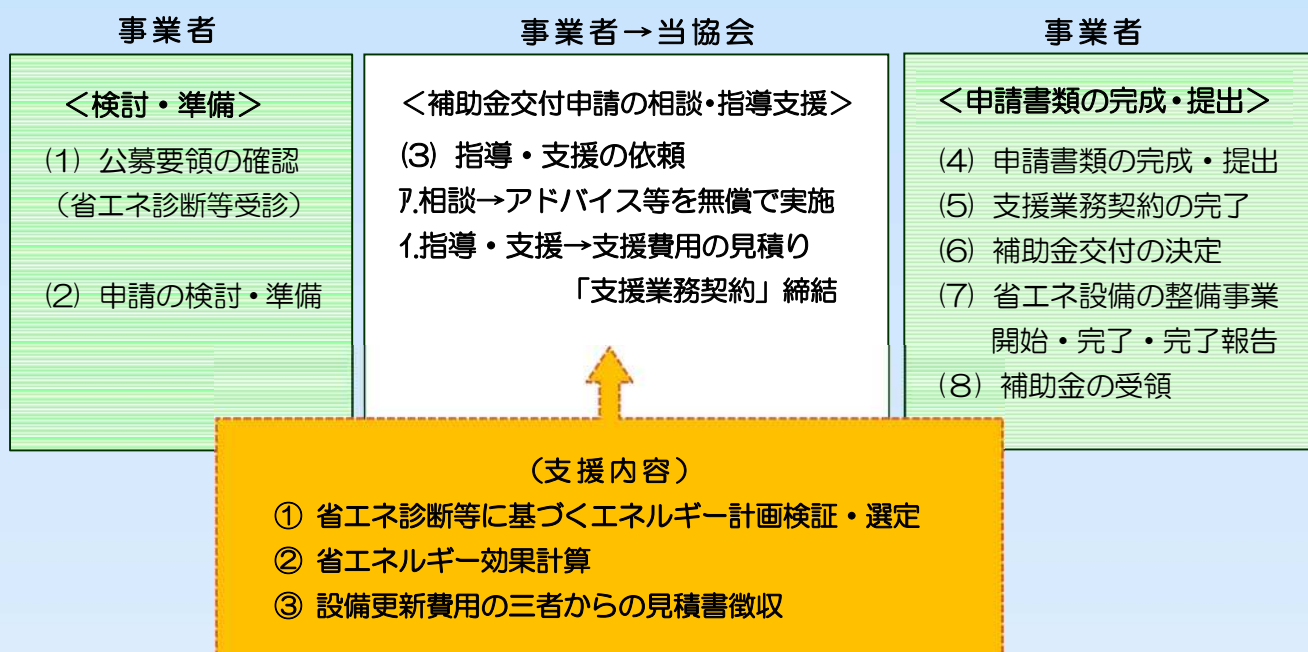 事業者
<検討・準備>
(1) 公募要領の確認
（省エネ診断等受診）
(2) 申請の検討・準備
事業者→当協会
＜補助金交付申請の相談・指導支援＞
(3) 指導・支援の依頼
ｱ.相談→アドバイス等を無償で実施
ｲ.指導・支援→支援費用の見積り
「支援業務契約」締結
事業者
＜申請書類の完成・提出＞
(4) 申請書類の完成・提出
(5) 支援業務契約の完了
(6) 補助金交付の決定
(7) 省エネ設備の整備事業
開始・完了・完了報告
(8) 補助金の受領
（支援内容）
① 省エネ診断等に基づくエネルギー計画検証・選定
② 省エネルギー効果計算
③ 設備更新費用の三者からの見積書徴収